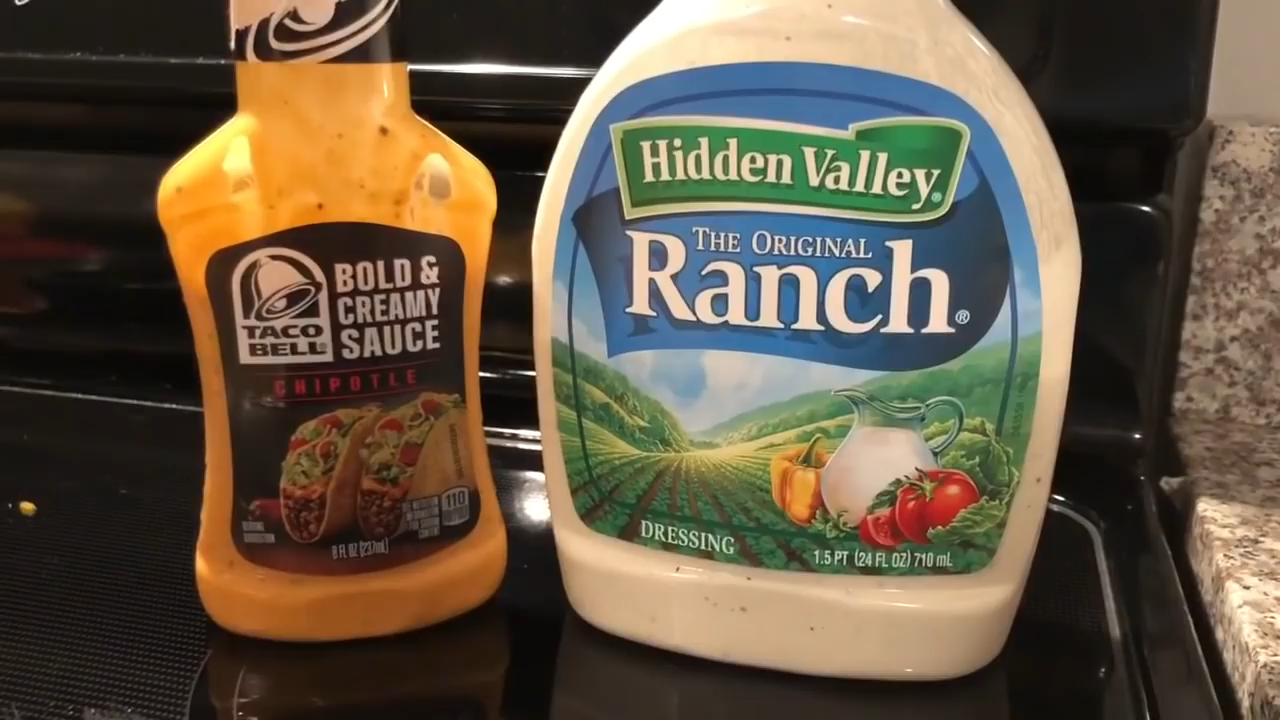 TACO
BELL
BOLD &
CREAMY
SAUCE
CHIPOTLE
110
8 FL OZ (237mL)
Hidden Valley®
THE ORIGINAL
Ranch®
DRESSING
1.5 PT (24 FL OZ) 710 mL